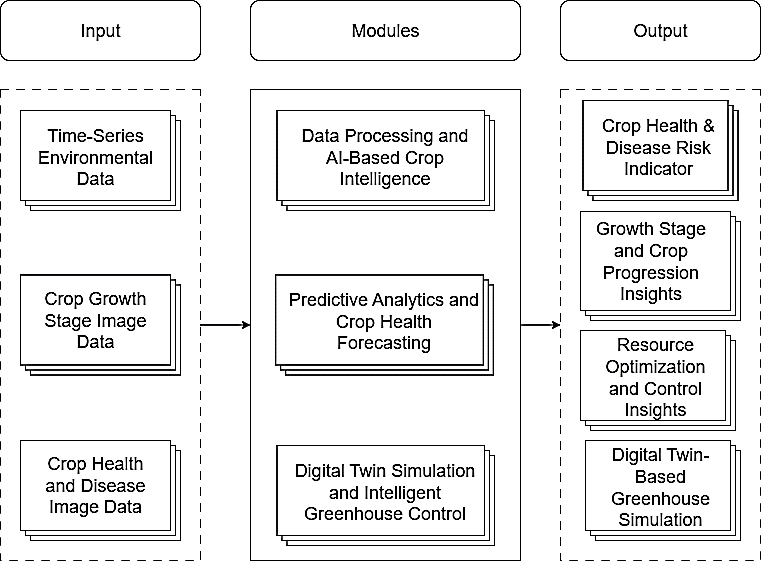 Input
Modules
Output
Time-Series
Environmental
Data
Crop Growth
Stage Image
Data
Crop Health
and Disease
Image Data
Data Processing and
AI-Based Crop
Intelligence
Predictive Analytics and
Crop Health
Forecasting
Digital Twin Simulation
and Intelligent
Greenhouse Control
Crop Health &
Disease Risk
Indicator
Growth Stage
and Crop
Progression
Insights
Resource
Optimization
and Control
Insights
Digital Twin-
Based
Greenhouse
Simulation